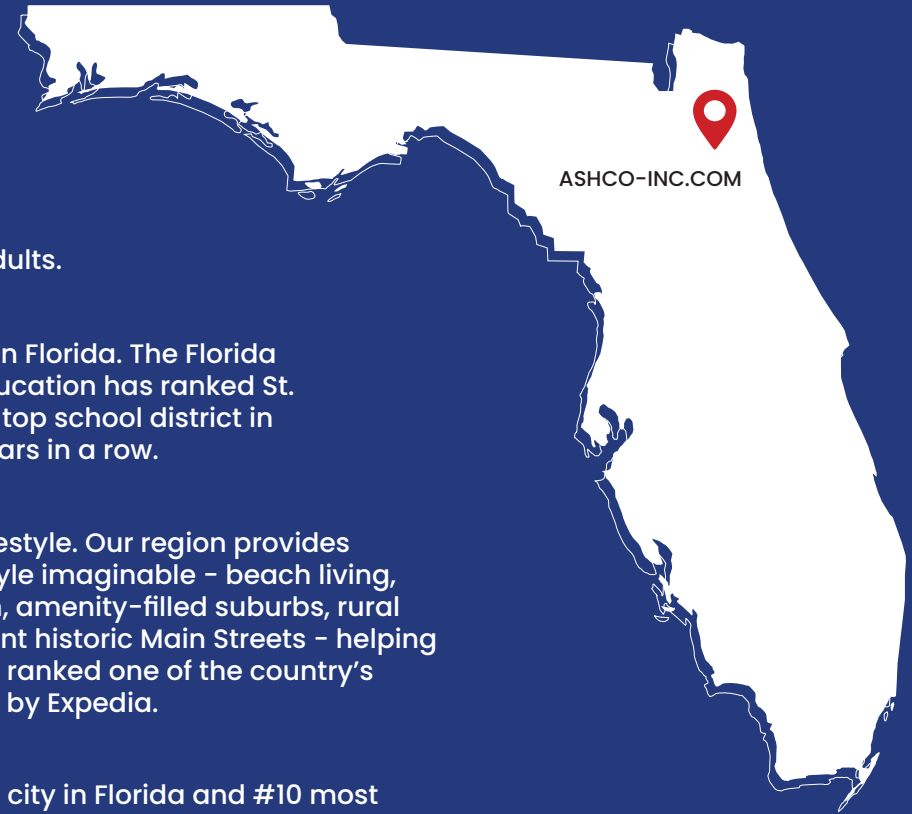 ASHCO-INC.COM
dults.
n Florida. The Florida
ucation has ranked St.
top school district in
ars in a row.
estyle. Our region provides
yle imaginable - beach living,
, amenity-filled suburbs, rural
nt historic Main Streets - helping
ranked one of the country’s
by Expedia.
city in Florida and #10 most